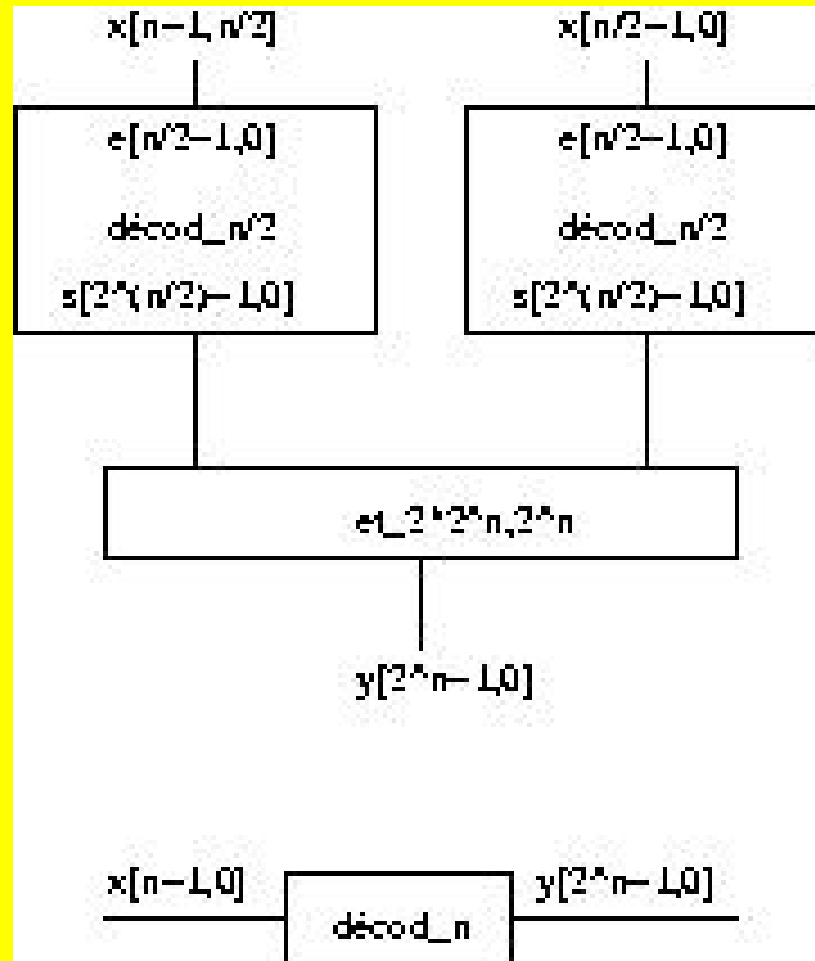 x[n–1, n/2] x[n/2–1,0]
e[n/2–1,0] e[n/2–1,0]
décod_n/2 décod_n/2
s[2^(n/2)–1,0] s[2^(n/2)–1,0]
et_2*2^n,2^n
y[2^n–1,0]
x[n–1,0] y[2^n–1,0]
décod_n